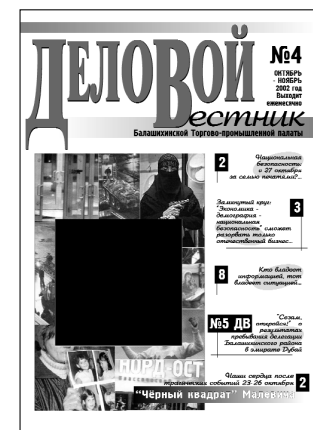 ДЕЛОВОЙ
Вестник
№4
ОКТЯБРЬ
- НОЯБРЬ
2002 год
Выходит
ежемесячно
Балашихинской Торгово-промышленной палаты
2
Национальная
безопасность:
и 27 октября
за семью печатями?..
Замкнутый круг:
"Экономика -
демография -
национальная
безопасность" сможет
разорвать только
отечественный бизнес...
3
8
Кто владеет
информацией, тот
владеет ситуацией...
№5 ДВ
"Сезам,
откройся!" о
результатах
пребывания делегации
Балашихинского района
в эмирате Дубай
НОРД-ОСТ
Наши сердца после
трагических событий 23-26 октября
2
"Чёрный квадрат" Малевича